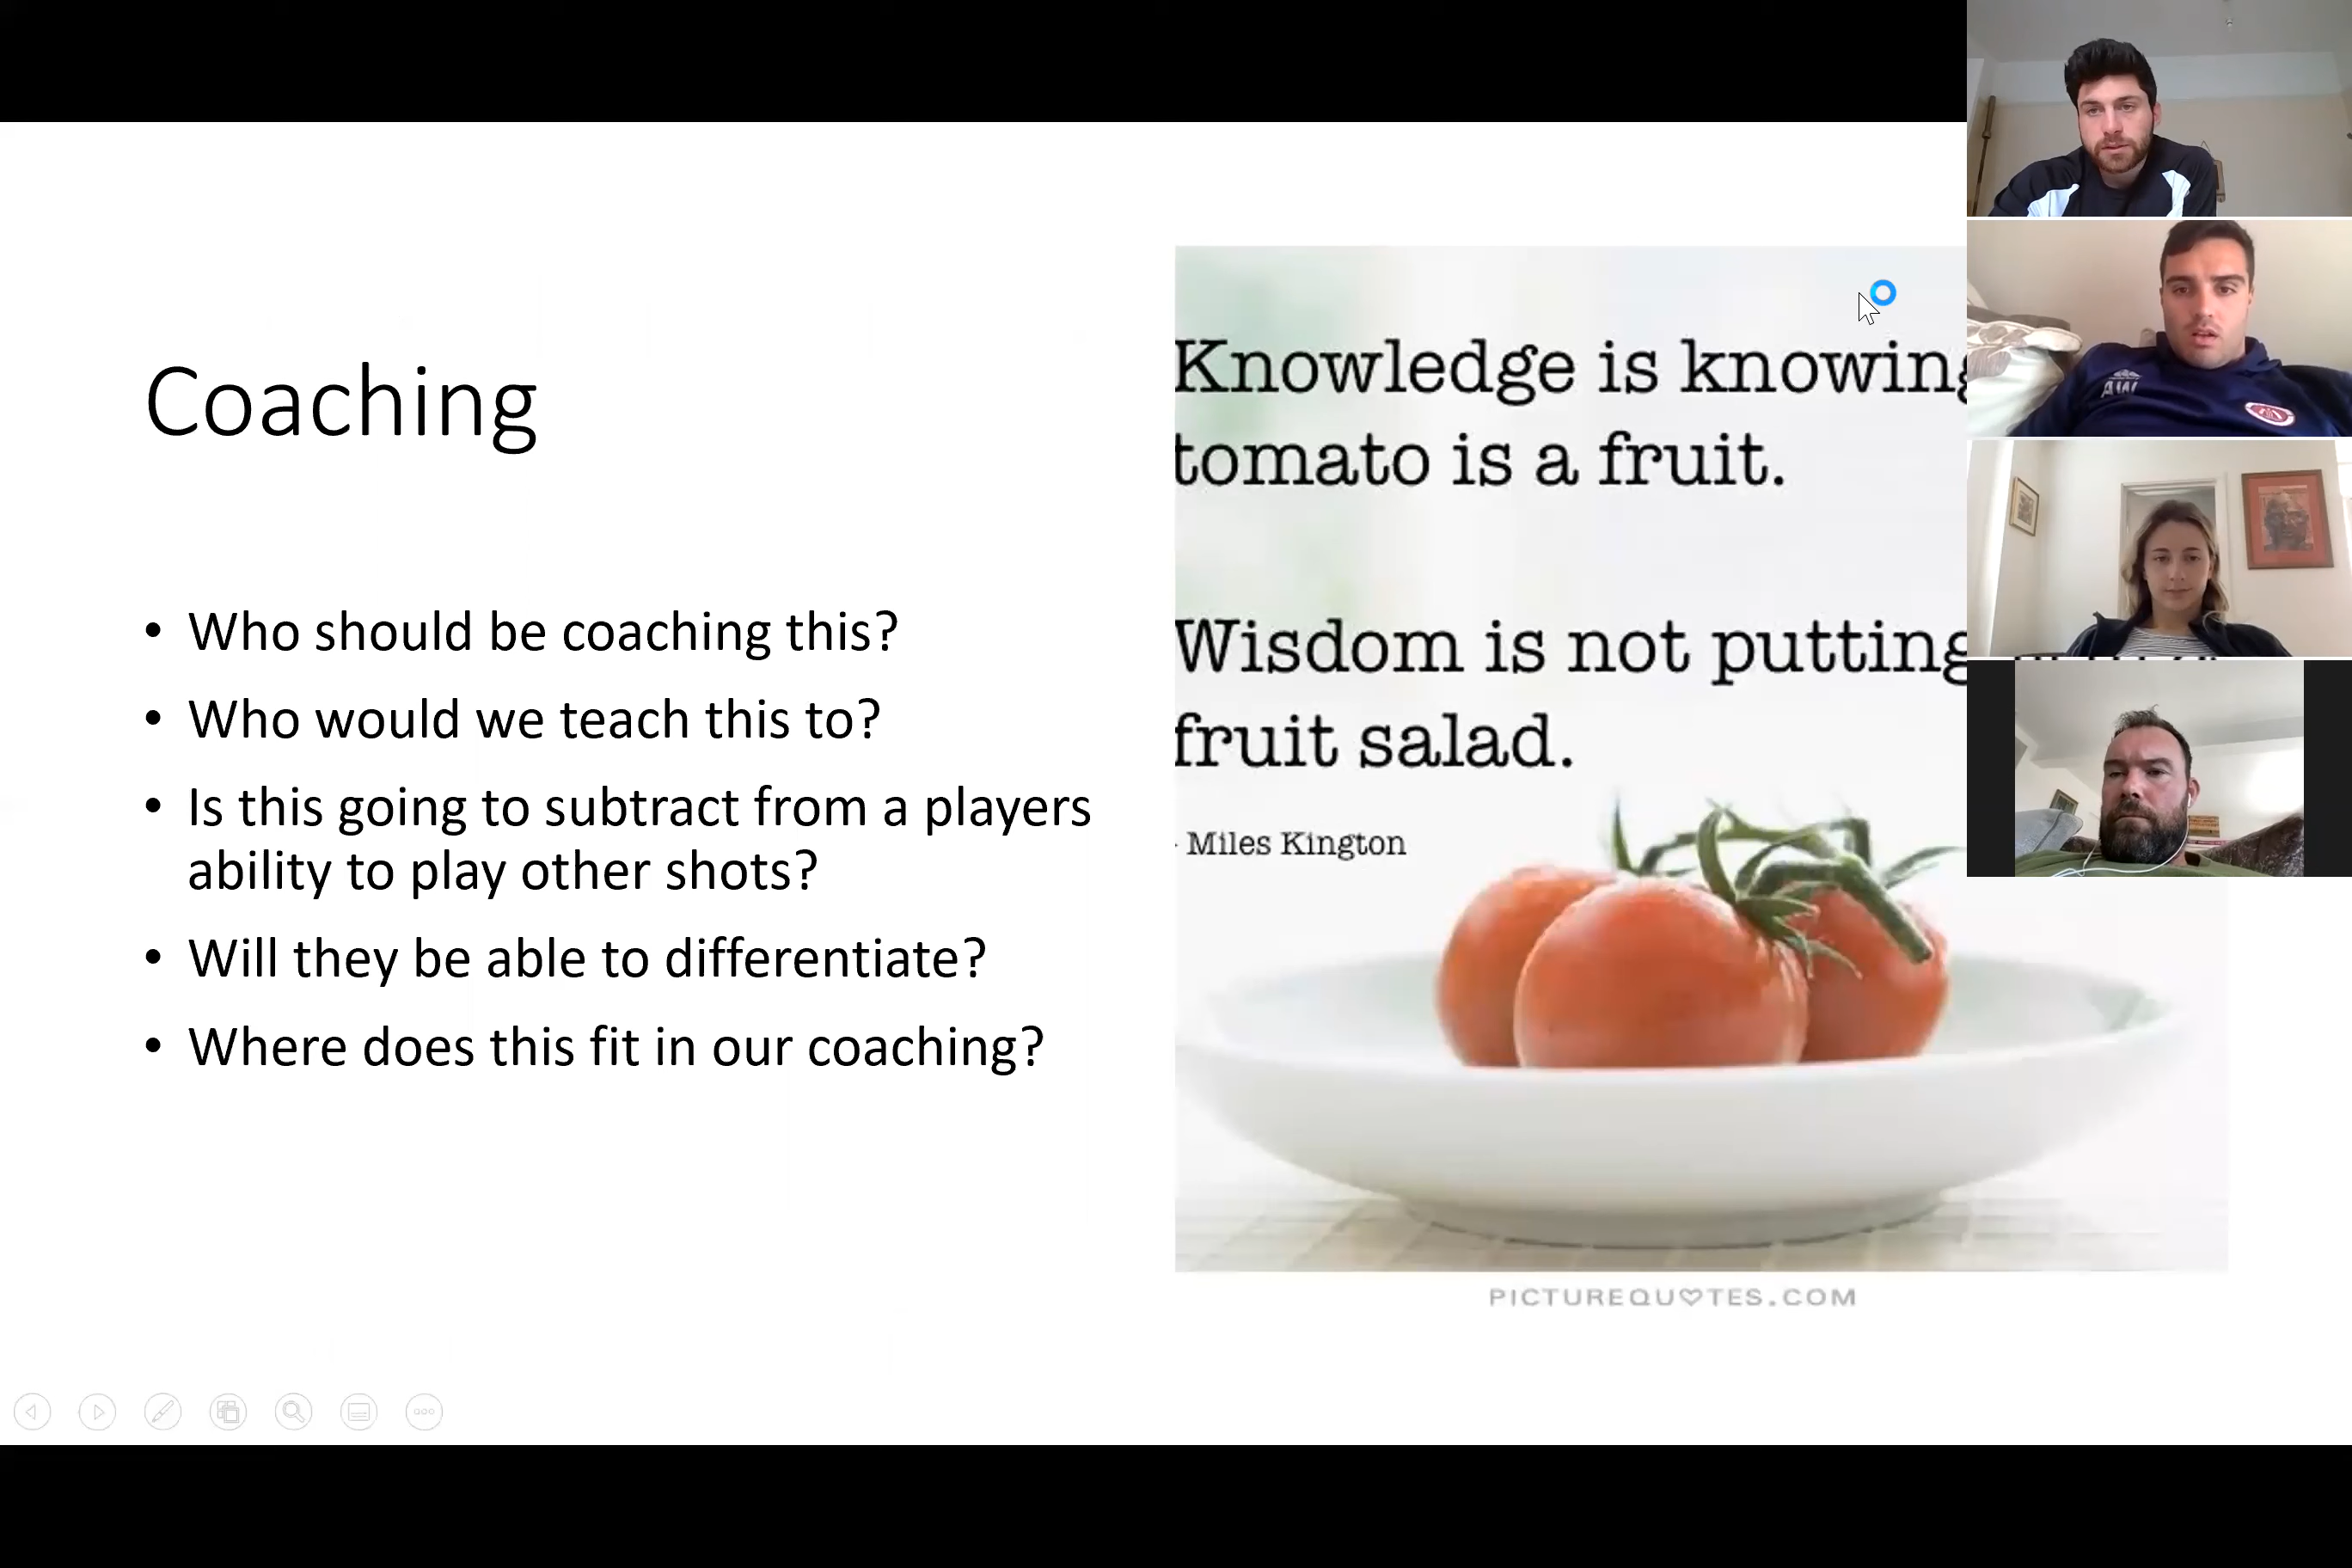 Coaching
• Who should be coaching this?
• Who would we teach this to?
• Is this going to subtract from a players
ability to play other shots?
• Will they be able to differentiate?
• Where does this fit in our coaching?
Knowledge is knowing
tomato is a fruit.
Wisdom is not putting
fruit salad.
- Miles Kington
PICTUREQUOTES.COM
AW